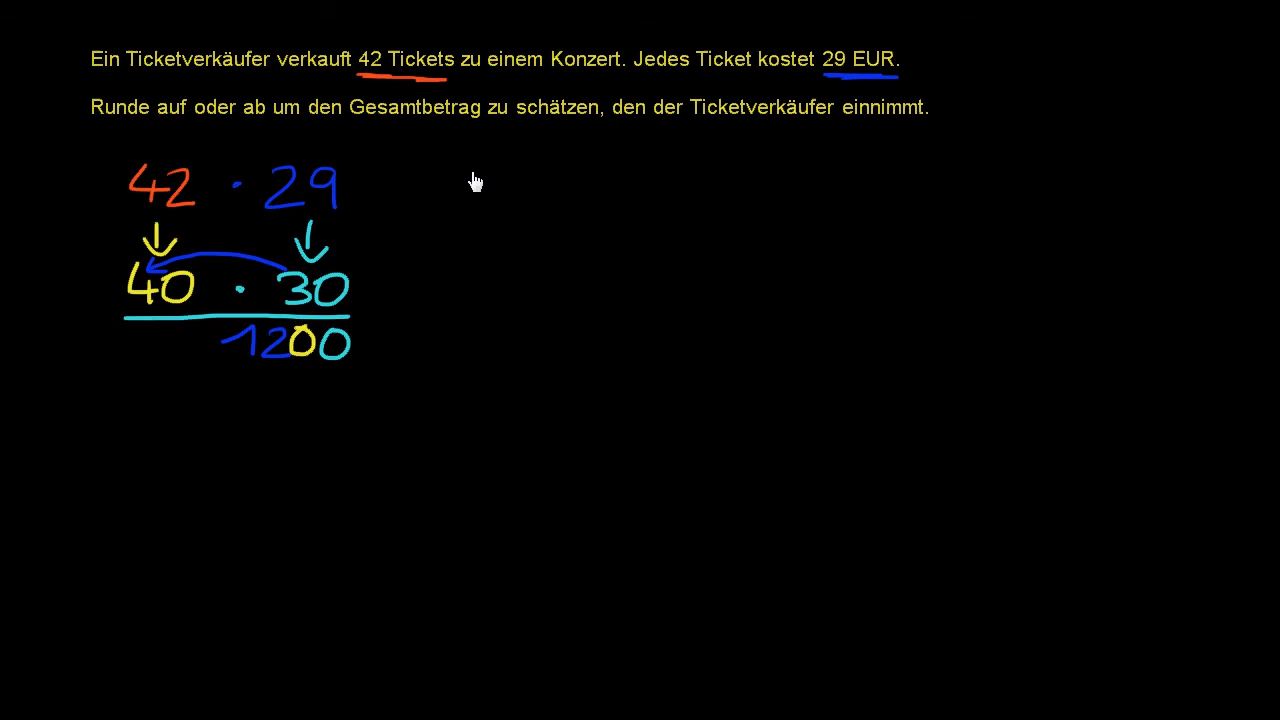 Ein Ticketverkäufer verkauft 42 Tickets zu einem Konzert. Jedes Ticket kostet 29 EUR.
Runde auf oder ab um den Gesamtbetrag zu schätzen, den der Ticketverkäufer einnimmt.
42 · 29
40 · 30
1200